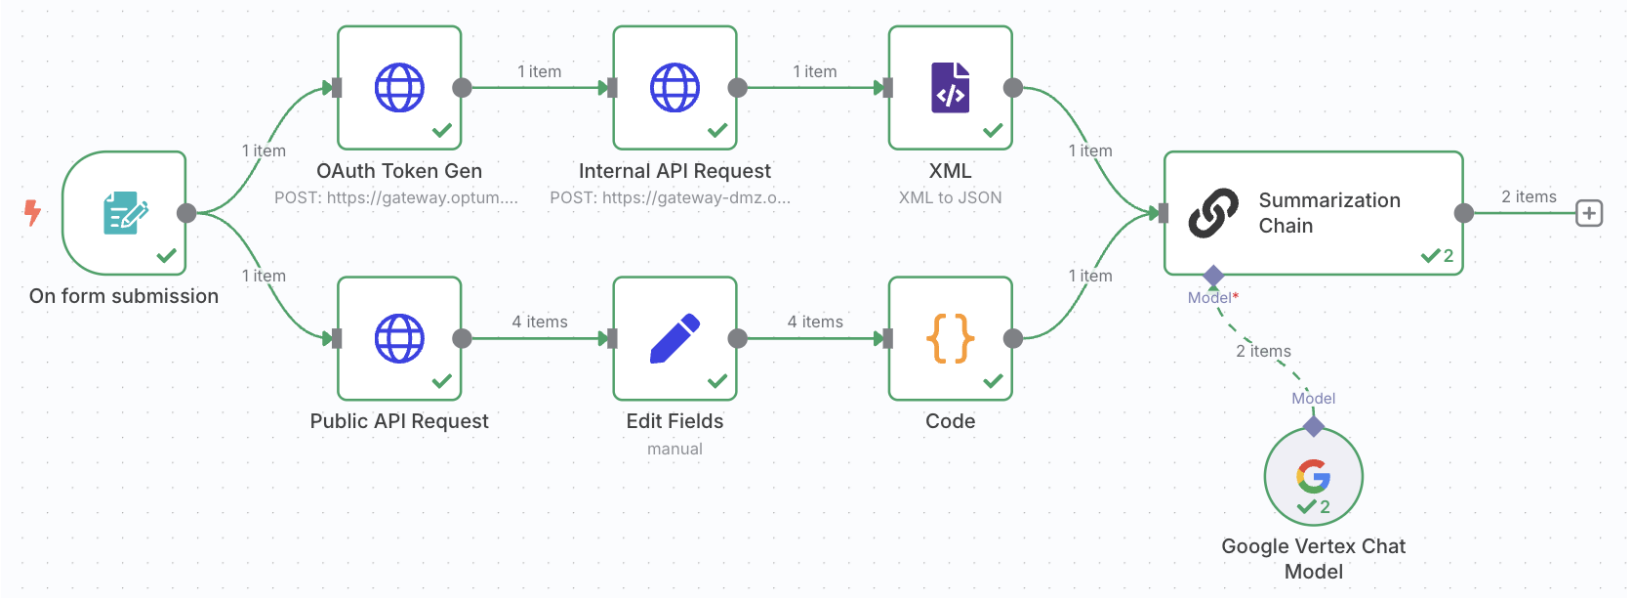 1 item
1 item
1 item
OAuth Token Gen
POST: https://gateway.optum....
Internal API Request
POST: https://gateway-dmz.o...
XML
XML to JSON
1 item
Summarization
Chain
2
2 items
On form submission
1 item
4 items
4 items
1 item
Model*
2 items
Model
Public API Request
Edit Fields
manual
{}
Code
</>
G
2
Google Vertex Chat
Model